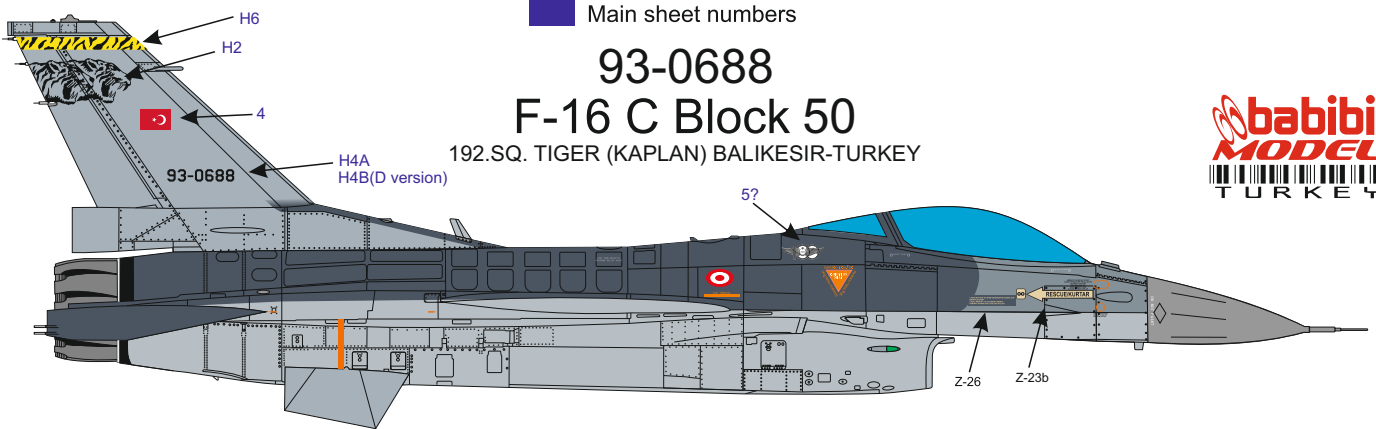 Main sheet numbers
93-0688
F-16 C Block 50
192.SQ. TIGER (KAPLAN) BALIKESIR-TURKEY
babibi
MODEL
TURKEY
H6
H2
4
H4A
H4B(D version)
93-0688
5?
RESCUE/KURTAR
Z-26
Z-23b